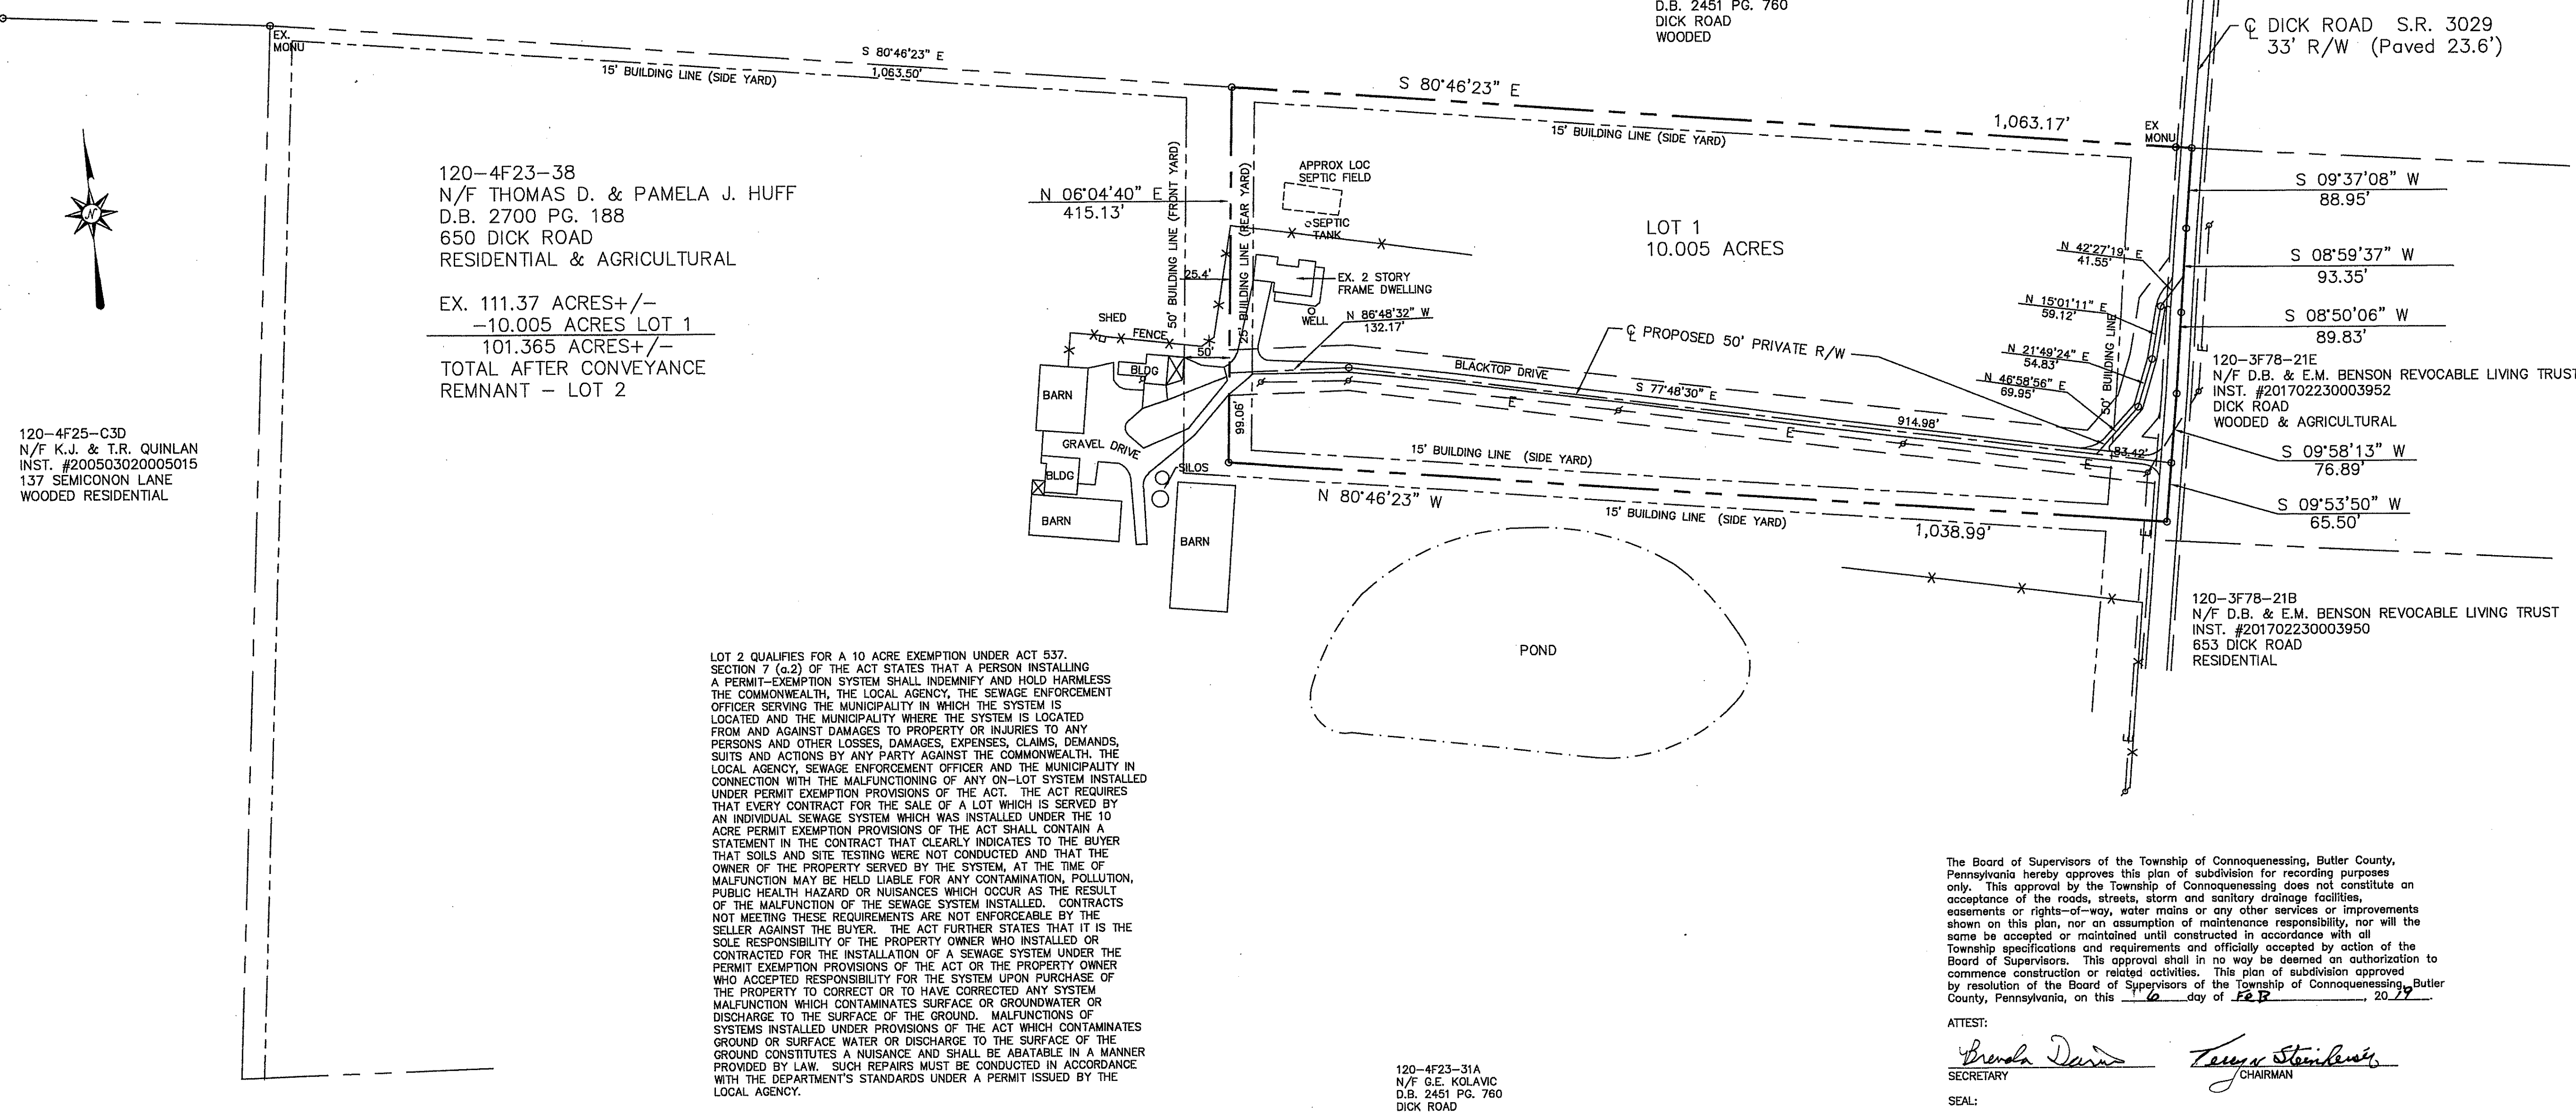 D.B. 2451 PG. 760
DICK ROAD
WOODED
℄ DICK ROAD S.R. 3029
33' R/W (Paved 23.6')
EX.
MONU
S 80°46'23" E
1,063.50'
15' BUILDING LINE (SIDE YARD)
S 80°46'23" E
1,063.17'
15' BUILDING LINE (SIDE YARD)
EX
MONU
N
120-4F23-38
N/F THOMAS D. & PAMELA J. HUFF
D.B. 2700 PG. 188
650 DICK ROAD
RESIDENTIAL & AGRICULTURAL
EX. 111.37 ACRES+/-
-10.005 ACRES LOT 1
101.365 ACRES+/-
TOTAL AFTER CONVEYANCE
REMNANT - LOT 2
N 06°04'40" E
415.13'
50' BUILDING LINE (FRONT YARD)
25' BUILDING LINE (REAR YARD)
APPROX LOC
SEPTIC FIELD
SEPTIC
TANK
LOT 1
10.005 ACRES
25.4'
EX. 2 STORY
FRAME DWELLING
WELL
N 86°48'32" W
132.17'
SHED
FENCE
50'
BLDG
BARN
GRAVEL DRIVE
BLDG
BARN
SILOS
BARN
99.06'
℄ PROPOSED 50' PRIVATE R/W
BLACKTOP DRIVE
S 77°48'30" E
914.98'
E
E
E
15' BUILDING LINE (SIDE YARD)
N 80°46'23" W
15' BUILDING LINE (SIDE YARD)
1,038.99'
93.42'
50' BUILDING LINE
N 42°27'19" E
41.55'
N 15°01'11" E
59.12'
N 21°49'24" E
54.83'
N 46°58'56" E
69.95'
S 09°37'08" W
88.95'
S 08°59'37" W
93.35'
S 08°50'06" W
89.83'
E
120-3F78-21E
N/F D.B. & E.M. BENSON REVOCABLE LIVING TRUST
INST. #201702230003952
DICK ROAD
WOODED & AGRICULTURAL
S 09°58'13" W
76.89'
S 09°53'50" W
65.50'
E
E
120-3F78-21B
N/F D.B. & E.M. BENSON REVOCABLE LIVING TRUST
INST. #201702230003950
653 DICK ROAD
RESIDENTIAL
120-4F25-C3D
N/F K.J. & T.R. QUINLAN
INST. #200503020005015
137 SEMICONON LANE
WOODED RESIDENTIAL
POND
LOT 2 QUALIFIES FOR A 10 ACRE EXEMPTION UNDER ACT 537.
SECTION 7 (a.2) OF THE ACT STATES THAT A PERSON INSTALLING
A PERMIT-EXEMPTION SYSTEM SHALL INDEMNIFY AND HOLD HARMLESS
THE COMMONWEALTH, THE LOCAL AGENCY, THE SEWAGE ENFORCEMENT
OFFICER SERVING THE MUNICIPALITY IN WHICH THE SYSTEM IS
LOCATED AND THE MUNICIPALITY WHERE THE SYSTEM IS LOCATED
FROM AND AGAINST DAMAGES TO PROPERTY OR INJURIES TO ANY
PERSONS AND OTHER LOSSES, DAMAGES, EXPENSES, CLAIMS, DEMANDS,
SUITS AND ACTIONS BY ANY PARTY AGAINST THE COMMONWEALTH. THE
LOCAL AGENCY, SEWAGE ENFORCEMENT OFFICER AND THE MUNICIPALITY IN
CONNECTION WITH THE MALFUNCTIONING OF ANY ON-LOT SYSTEM INSTALLED
UNDER PERMIT EXEMPTION PROVISIONS OF THE ACT. THE ACT REQUIRES
THAT EVERY CONTRACT FOR THE SALE OF A LOT WHICH IS SERVED BY
AN INDIVIDUAL SEWAGE SYSTEM WHICH WAS INSTALLED UNDER THE 10
ACRE PERMIT EXEMPTION PROVISIONS OF THE ACT SHALL CONTAIN A
STATEMENT IN THE CONTRACT THAT CLEARLY INDICATES TO THE BUYER
THAT SOILS AND SITE TESTING WERE NOT CONDUCTED AND THAT THE
OWNER OF THE PROPERTY SERVED BY THE SYSTEM, AT THE TIME OF
MALFUNCTION MAY BE HELD LIABLE FOR ANY CONTAMINATION, POLLUTION,
PUBLIC HEALTH HAZARD OR NUISANCES WHICH OCCUR AS THE RESULT
OF THE MALFUNCTION OF THE SEWAGE SYSTEM INSTALLED. CONTRACTS
NOT MEETING THESE REQUIREMENTS ARE NOT ENFORCEABLE BY THE
SELLER AGAINST THE BUYER. THE ACT FURTHER STATES THAT IT IS THE
SOLE RESPONSIBILITY OF THE PROPERTY OWNER WHO INSTALLED OR
CONTRACTED FOR THE INSTALLATION OF A SEWAGE SYSTEM UNDER THE
PERMIT EXEMPTION PROVISIONS OF THE ACT OR THE PROPERTY OWNER
WHO ACCEPTED RESPONSIBILITY FOR THE SYSTEM UPON PURCHASE OF
THE PROPERTY TO CORRECT OR TO HAVE CORRECTED ANY SYSTEM
MALFUNCTION WHICH CONTAMINATES SURFACE OR GROUNDWATER OR
DISCHARGE TO THE SURFACE OF THE GROUND. MALFUNCTIONS OF
SYSTEMS INSTALLED UNDER PROVISIONS OF THE ACT WHICH CONTAMINATES
GROUND OR SURFACE WATER OR DISCHARGE TO THE SURFACE OF THE
GROUND CONSTITUTES A NUISANCE AND SHALL BE ABATABLE IN A MANNER
PROVIDED BY LAW. SUCH REPAIRS MUST BE CONDUCTED IN ACCORDANCE
WITH THE DEPARTMENT'S STANDARDS UNDER A PERMIT ISSUED BY THE
LOCAL AGENCY.
120-4F23-31A
N/F G.E. KOLAVIC
D.B. 2451 PG. 760
DICK ROAD
The Board of Supervisors of the Township of Connoquenessing, Butler County,
Pennsylvania hereby approves this plan of subdivision for recording purposes
only. This approval by the Township of Connoquenessing does not constitute an
acceptance of the roads, streets, storm and sanitary drainage facilities,
easements or rights-of-way, water mains or any other services or improvements
shown on this plan, nor an assumption of maintenance responsibility, nor will the
same be accepted or maintained until constructed in accordance with all
Township specifications and requirements and officially accepted by action of the
Board of Supervisors. This approval shall in no way be deemed an authorization to
commence construction or related activities. This plan of subdivision approved
by resolution of the Board of Supervisors of the Township of Connoquenessing, Butler
County, Pennsylvania, on this 6 day of FEB, 2019.
ATTEST:
Brenda Davis
SECRETARY
CHAIRMAN
SEAL: